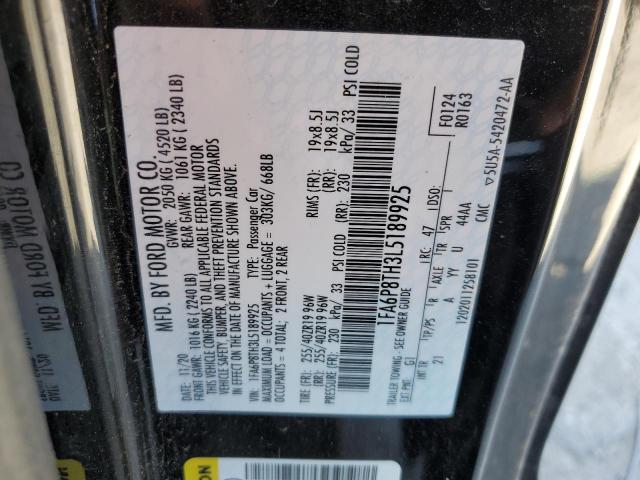 MFD. BY FORD MOTOR CO.
11/20 GVWR: 2050 KG (4520 LB)
FRONT GAWR: 1016 KG (2240 LB) REAR GAWR: 1061 KG (2340 LB)
THIS VEHICLE CONFORMS TO ALL APPLICABLE FEDERAL MOTOR
VEHICLE SAFETY, BUMPER, AND THEFT PREVENTION STANDARDS
IN EFFECT ON THE DATE OF MANUFACTURE SHOWN ABOVE.
VIN: 1FA6P8TH3L5189925 TYPE: Passenger Car
MAXIMUM LOAD = OCCUPANTS + LUGGAGE = 303KG/ 668LB
OCCUPANTS = 4 TOTAL; 2 FRONT, 2 REAR
TIRE (FR): 255/40ZR19 96W RIMS (FR): 19x8.5J
(RR): 255/40ZR19 96W (RR): 19x8.5J
PRESSURE (FR): 230 kPa/ 33 PSI COLD (RR): 230 kPa/ 33 PSI COLD
1FA6P8TH3L5189925
TRAILER TOWING - SEE OWNER GUIDE
EXT PNT: G1 RC: 47 DSO: F0124
R0163
INT TR TP/PS R AXLE TR SPR
21 I A YY U 44AA
1202011258101 CMC ▽5U5A-5420472-AA
MFD. BY FORD MOTOR CO